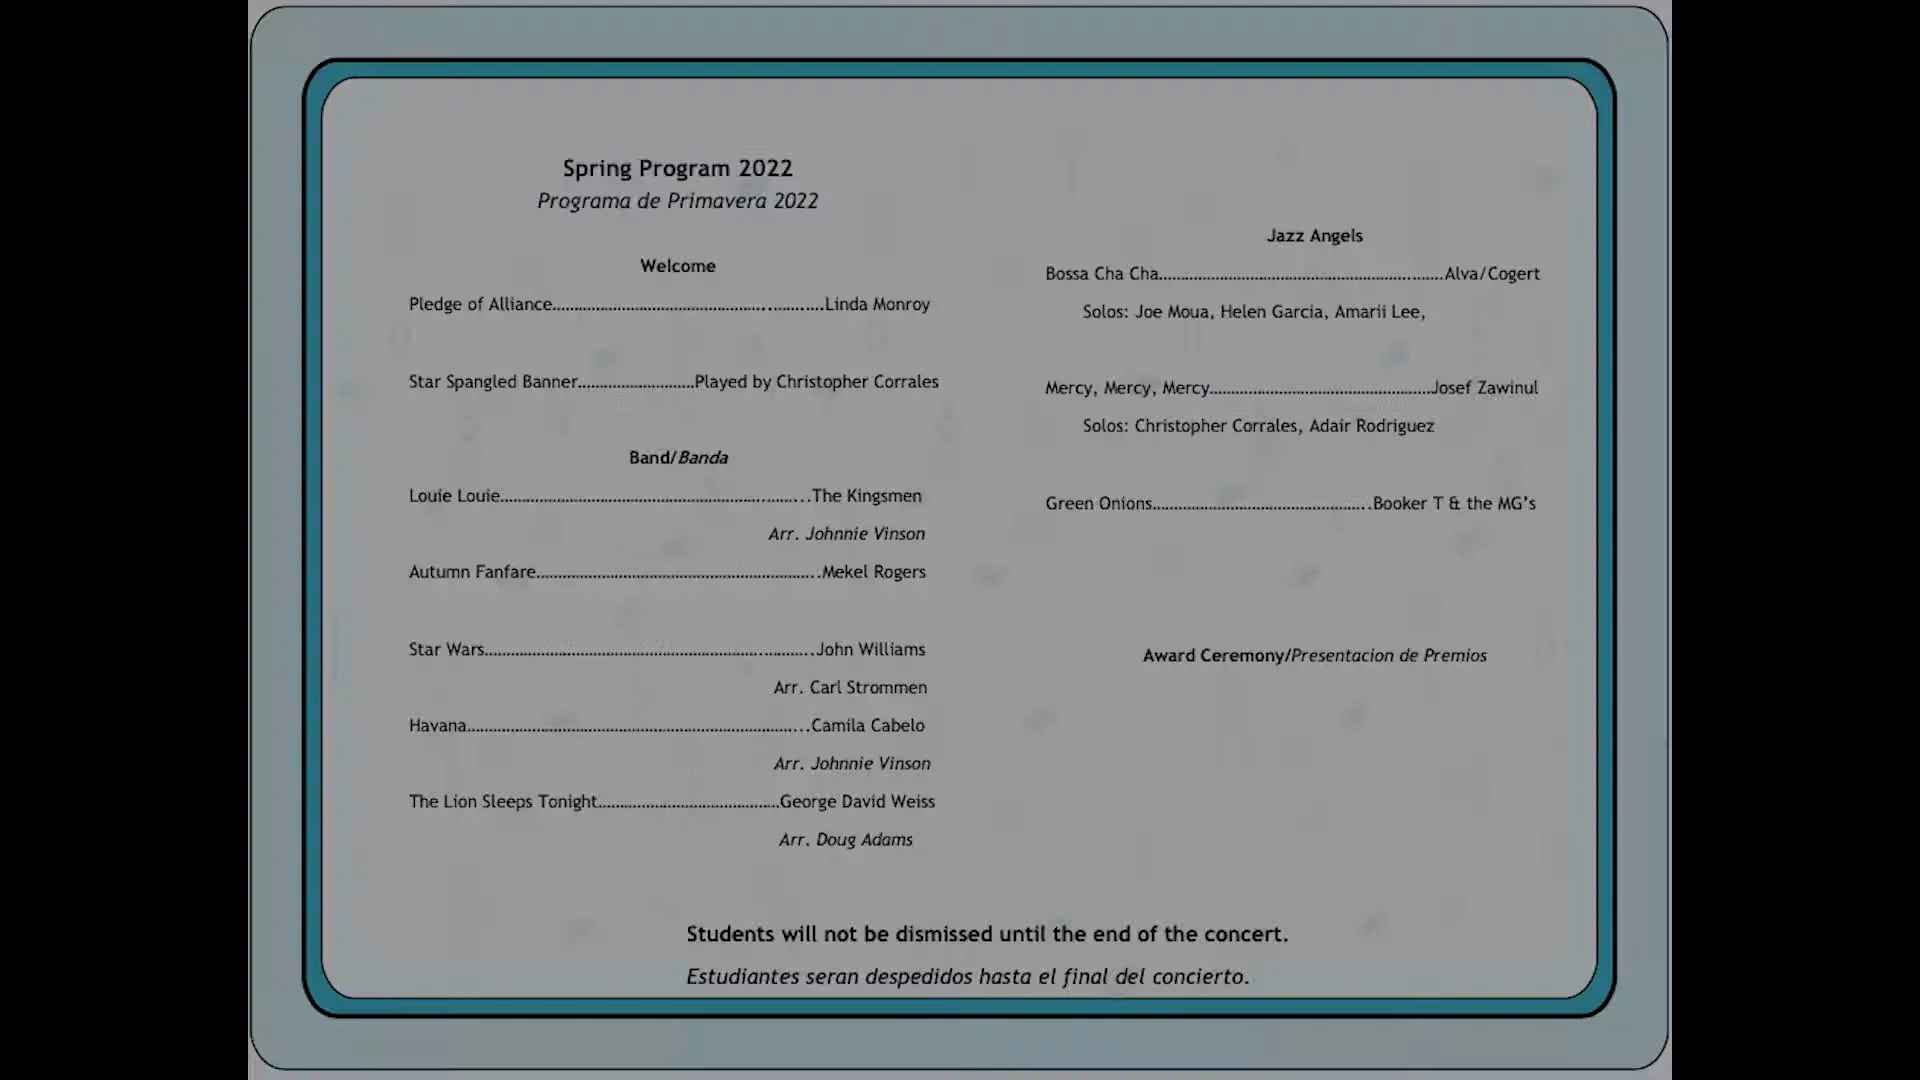 Spring Program 2022
Programa de Primavera 2022
Welcome
Pledge of Alliance.................................................Linda Monroy
Star Spangled Banner..........................Played by Christopher Corrales
Band/Banda
Louie Louie.................................................The Kingsmen
Arr. Johnnie Vinson
Autumn Fanfare.................................................Mekel Rogers
Star Wars.................................................John Williams
Arr. Carl Strommen
Havana.................................................Camila Cabelo
Arr. Johnnie Vinson
The Lion Sleeps Tonight..........................................George David Weiss
Arr. Doug Adams
Jazz Angels
Bossa Cha Cha.................................................Alva/Cogert
Solos: Joe Moua, Helen Garcia, Amarii Lee,
Mercy, Mercy, Mercy.................................................Josef Zawinul
Solos: Christopher Corrales, Adair Rodriguez
Green Onions.................................................Booker T & the MG’s
Award Ceremony/Presentacion de Premios
Students will not be dismissed until the end of the concert.
Estudiantes seran despedidos hasta el final del concierto.